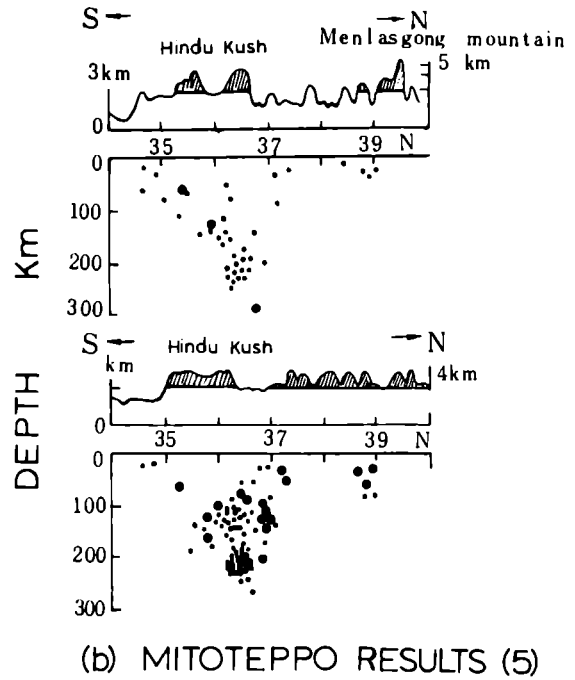 S N
Hindu Kush Menlasgong mountain
3km 5 km
0
35 37 39 N
0
100
200
300
Km
S N
Hindu Kush
km 4km
0
35 37 39 N
0
100
200
300
DEPTH
(b) MITOTEPPO RESULTS (5)